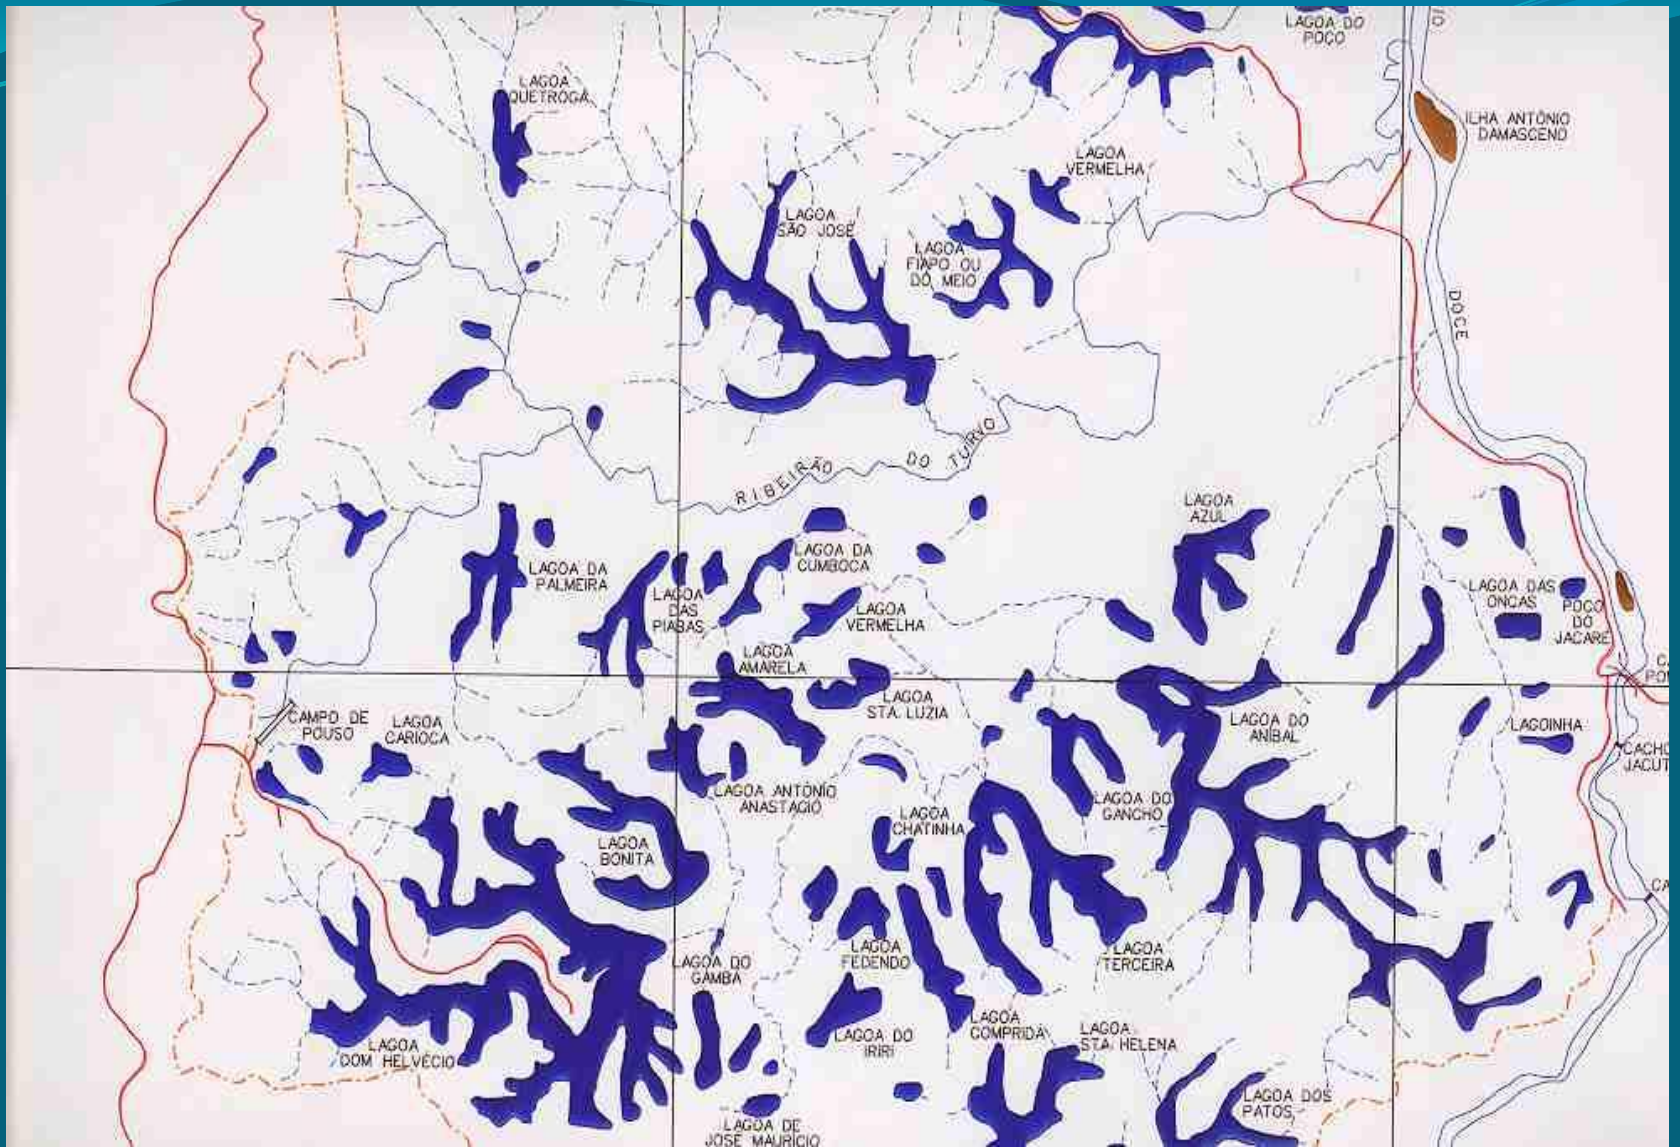 LAGOA DO
POÇO
LAGOA
QUETROGA
ILHA ANTÔNIO
DAMASCENO
LAGOA
VERMELHA
LAGOA
SÃO JOSÉ
LAGOA
FIAPO OU
DO MEIO
DOCE
RIBEIRÃO DO TURVO
LAGOA
AZUL
LAGOA DA
CUMBOCA
LAGOA DA
PALMEIRA
LAGOA
DAS
PIABAS
LAGOA
VERMELHA
LAGOA DAS
ONÇAS
POÇO
DO
JACARÉ
LAGOA
AMARELA
LAGOA
STA. LUZIA
CAMPO DE
POUSO
LAGOA
CARIOCA
LAGOA DO
ANÍBAL
LAGOINHA
LAGOA ANTÔNIO
ANASTÁGIO
LAGOA DO
GANCHO
LAGOA
CHATINHA
LAGOA
BONITA
LAGOA
FEDENDO
LAGOA
TERCEIRA
LAGOA DO
GAMBÁ
LAGOA
DOM HELVÉCIO
LAGOA DO
IRIRI
LAGOA
COMPRIDA
LAGOA
STA. HELENA
LAGOA DOS
PATOS
LAGOA DE
JOSÉ MAURÍCIO